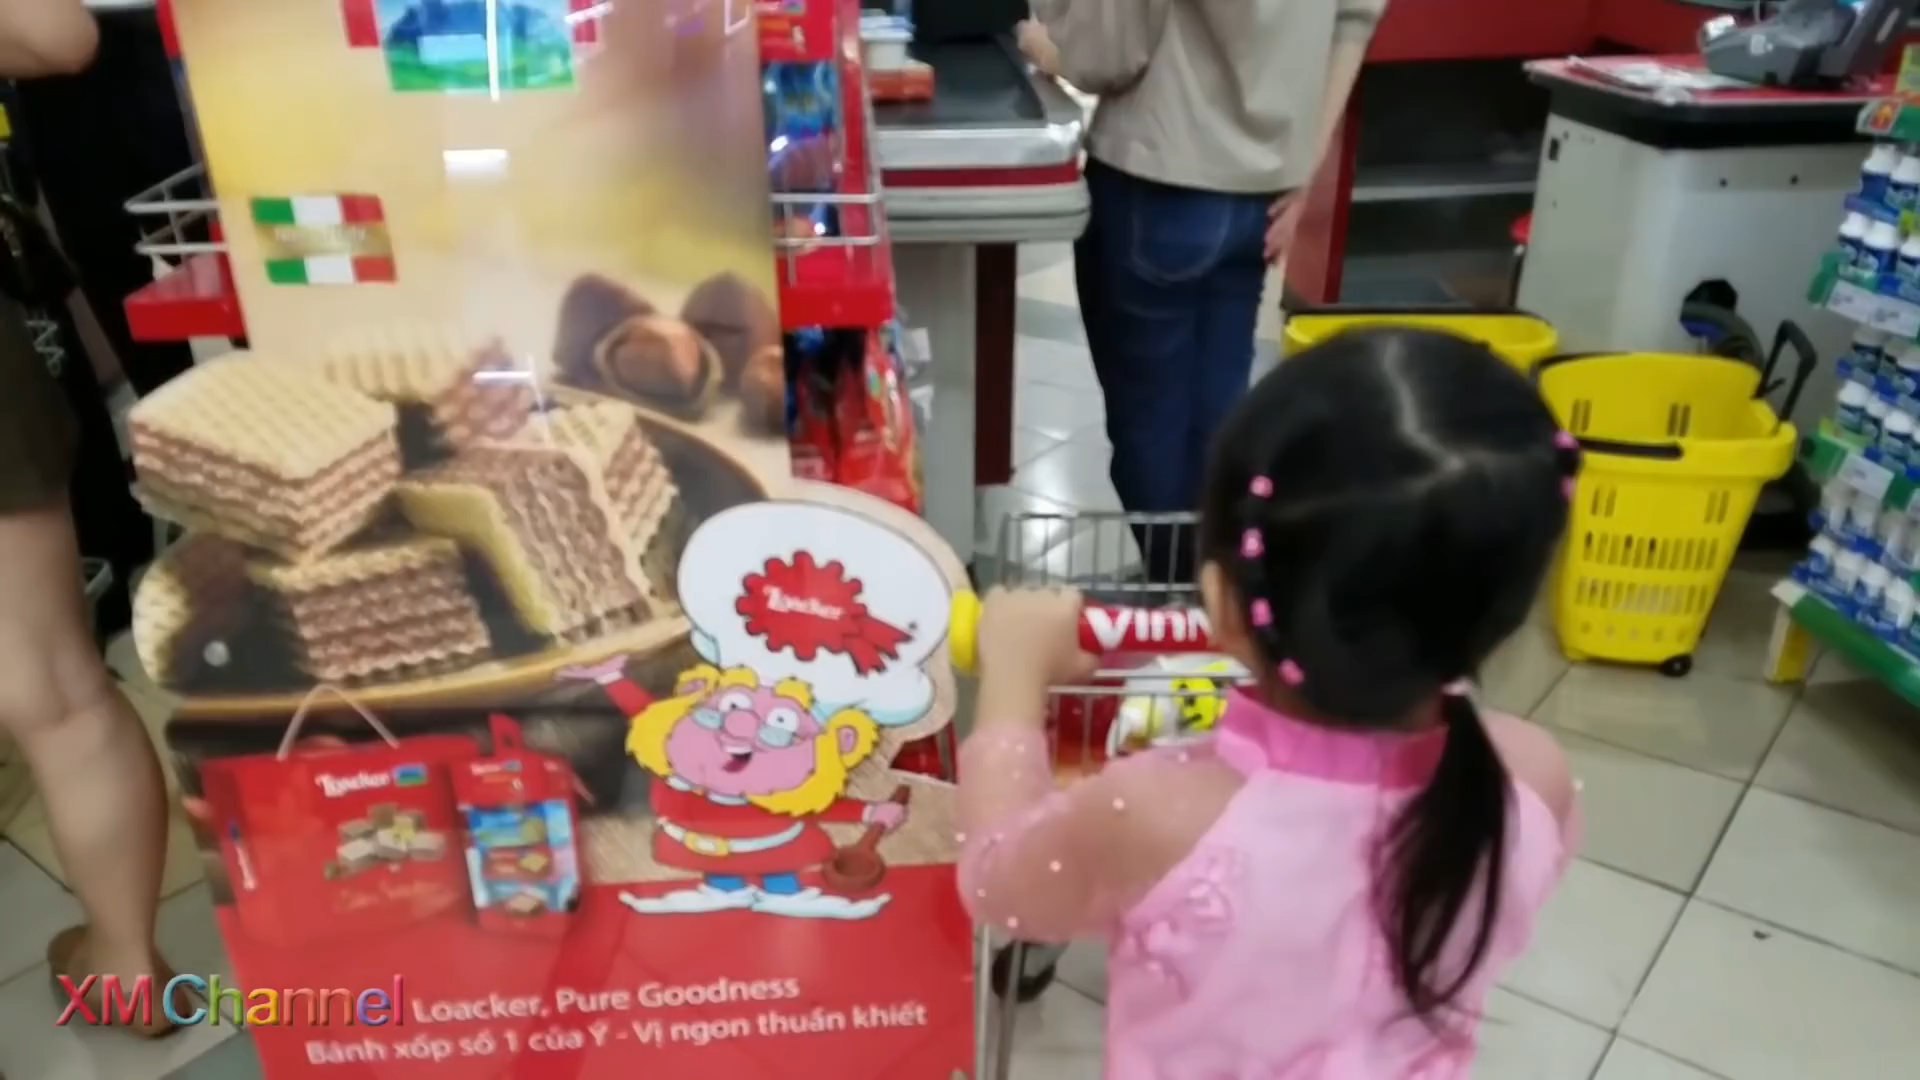 Loacker
VINM
Loacker
XM Channel
Loacker, Pure Goodness
Bánh xốp số 1 của Ý - Vị ngon thuần khiết